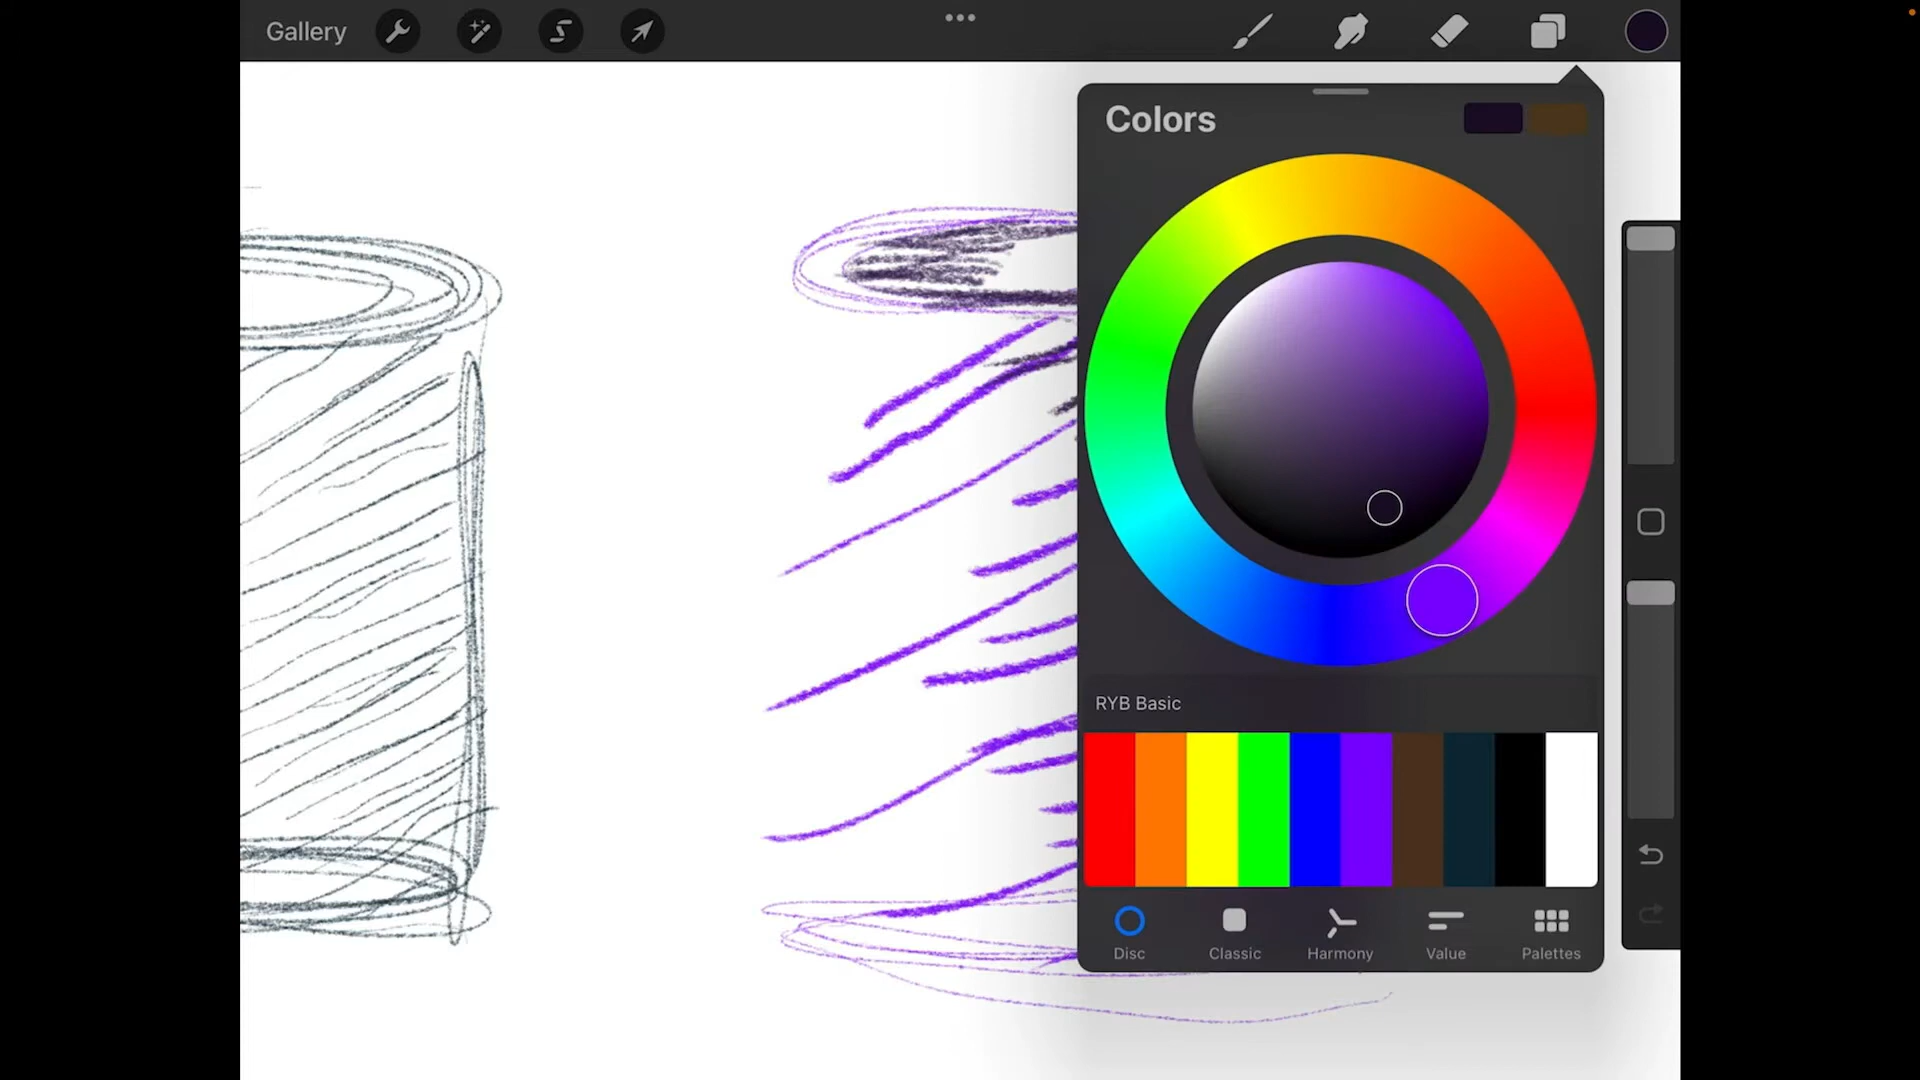 Gallery
Colors
RYB Basic
Disc
Classic
Harmony
Value
Palettes